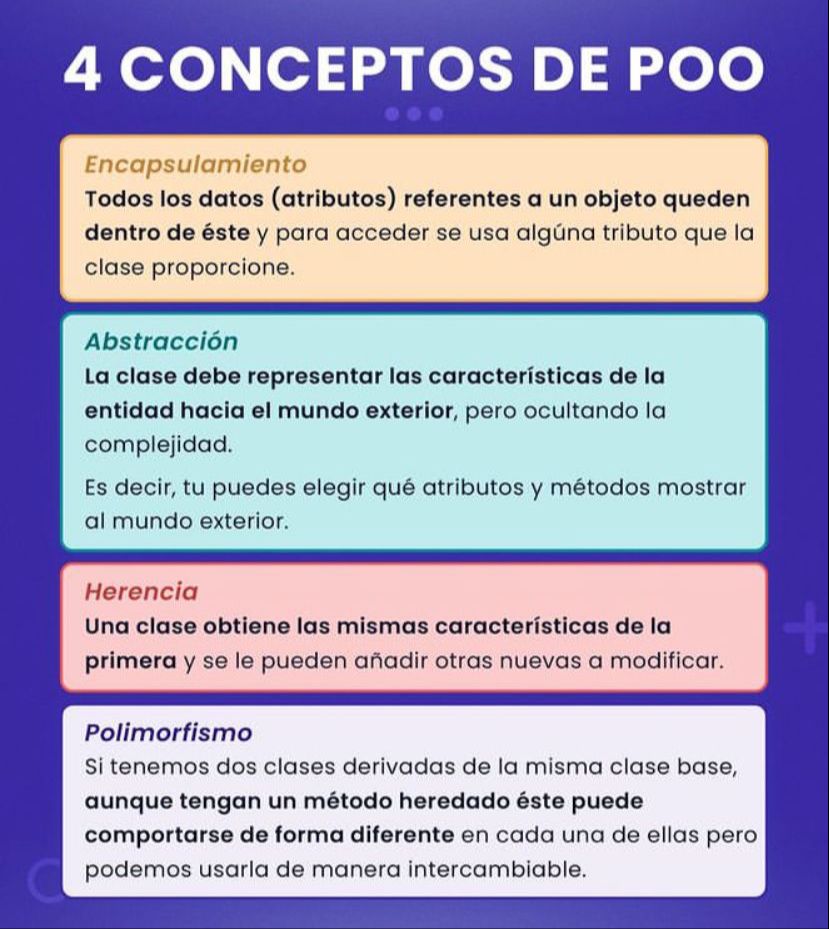 4 CONCEPTOS DE POO
Encapsulamiento
Todos los datos (atributos) referentes a un objeto queden
dentro de éste y para acceder se usa algúna tributo que la
clase proporcione.
Abstracción
La clase debe representar las características de la
entidad hacia el mundo exterior, pero ocultando la
complejidad.
Es decir, tu puedes elegir qué atributos y métodos mostrar
al mundo exterior.
Herencia
Una clase obtiene las mismas características de la
primera y se le pueden añadir otras nuevas a modificar.
Polimorfismo
Si tenemos dos clases derivadas de la misma clase base,
aunque tengan un método heredado éste puede
comportarse de forma diferente en cada una de ellas pero
podemos usarla de manera intercambiable.